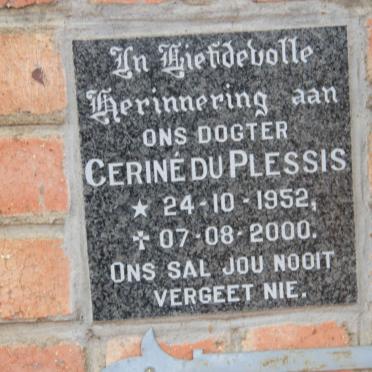 In Liefdevolle
Herinnering aan
ONS DOGTER
CERINÉ DU PLESSIS
★ 24-10-1952,
✝ 07-08-2000.
ONS SAL JOU NOOIT
VERGEET NIE.